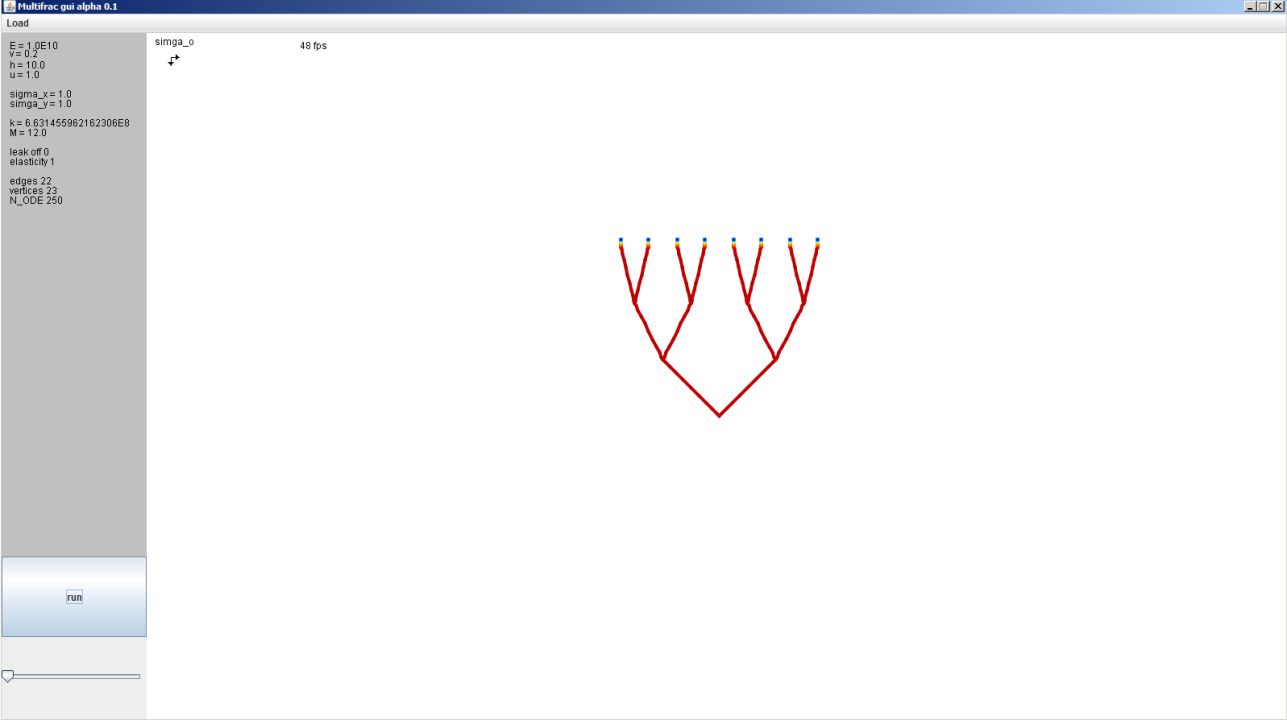 Multifrac gui alpha 0.1
Load
E = 1.0E10
v = 0.2
h = 10.0
u = 1.0
sigma_x = 1.0
simga_y = 1.0
k = 6.631455962162306E8
M = 12.0
leak off 0
elasticity 1
edges 22
vertices 23
N_ODE 250
simga_o
48 fps
run